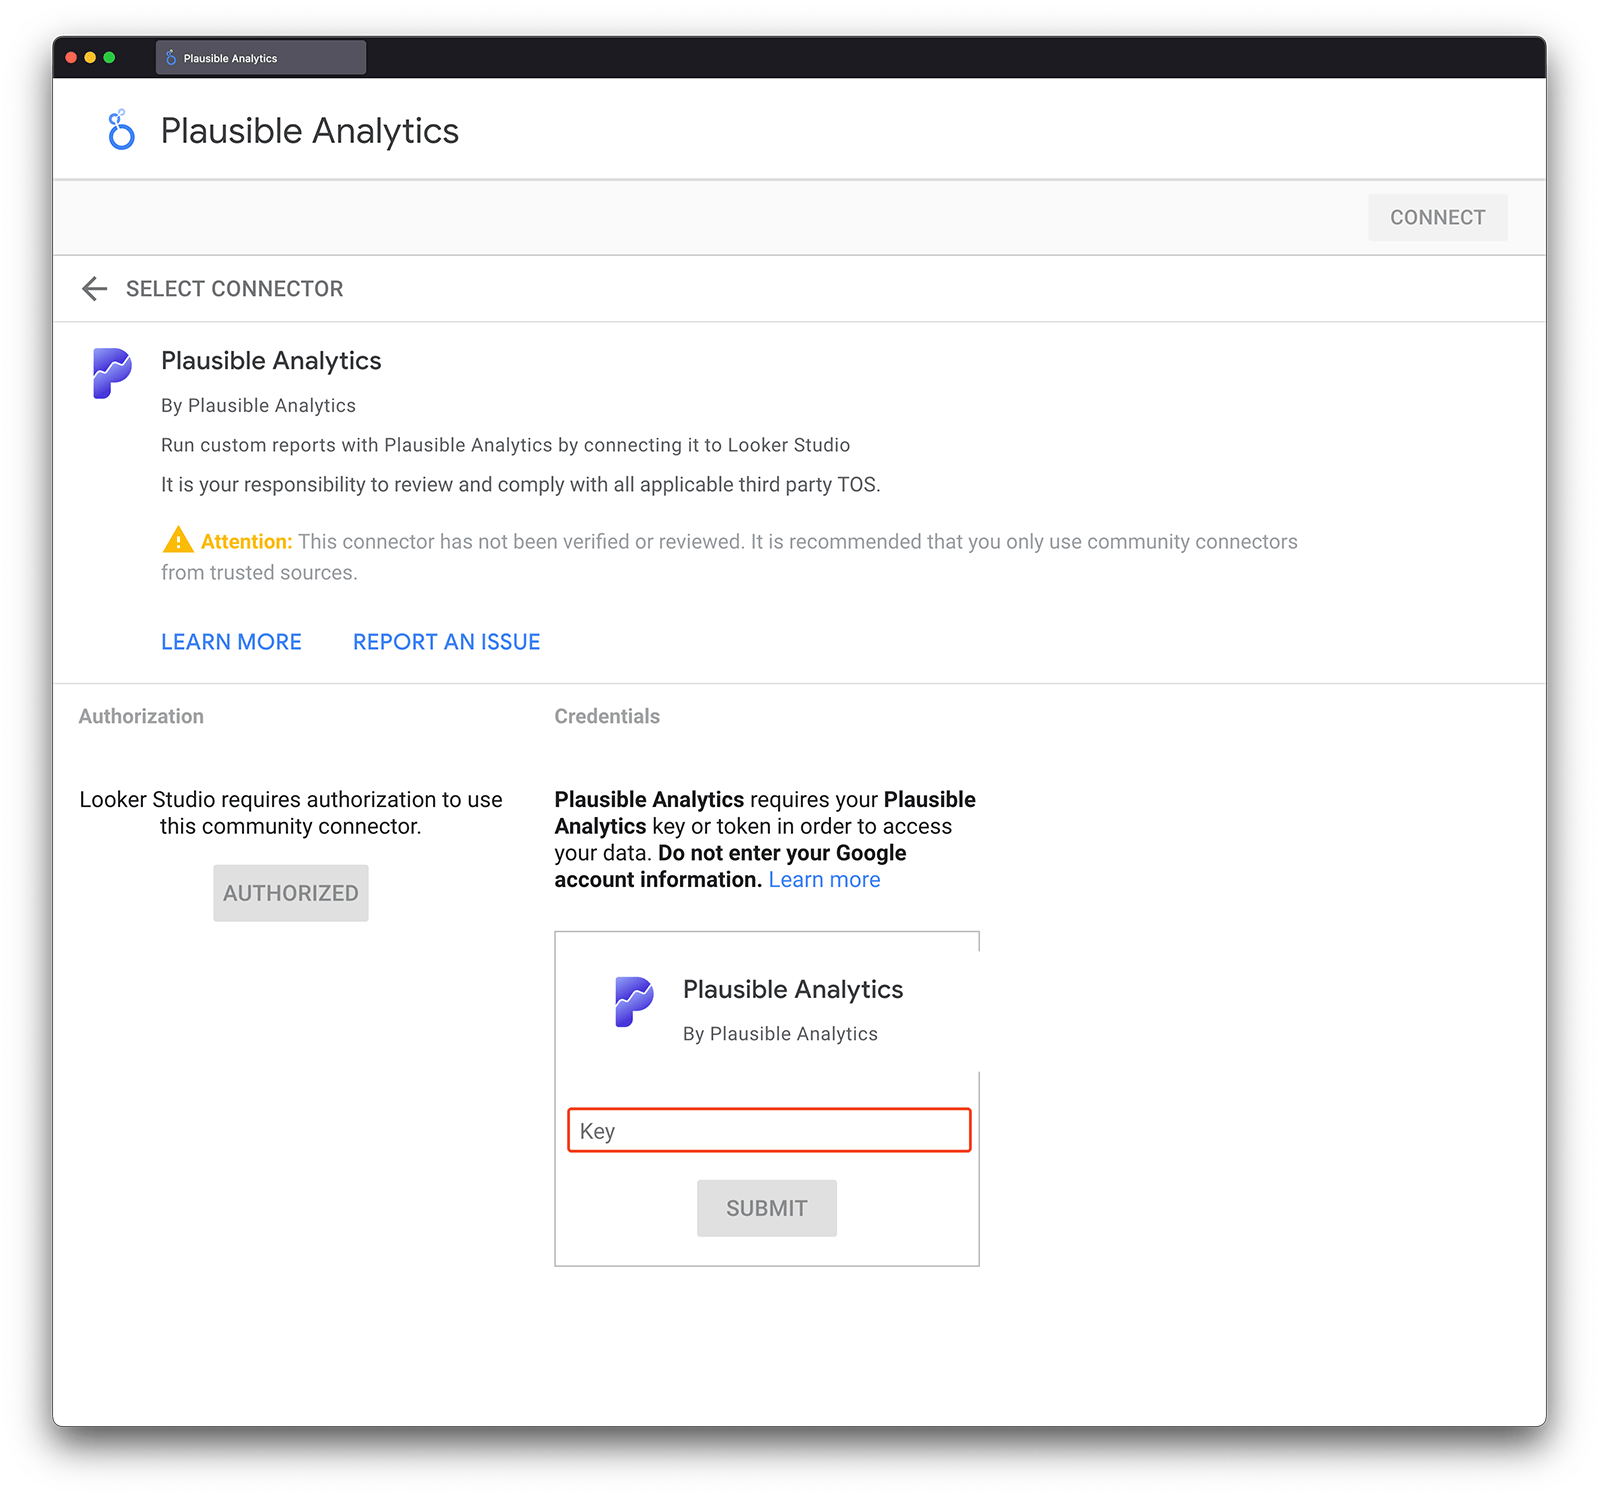 Plausible Analytics
Plausible Analytics
CONNECT
SELECT CONNECTOR
Plausible Analytics
By Plausible Analytics
Run custom reports with Plausible Analytics by connecting it to Looker Studio
It is your responsibility to review and comply with all applicable third party TOS.
Attention: This connector has not been verified or reviewed. It is recommended that you only use community connectors
from trusted sources.
LEARN MORE REPORT AN ISSUE
Authorization
Looker Studio requires authorization to use
this community connector.
AUTHORIZED
Credentials
Plausible Analytics requires your Plausible
Analytics key or token in order to access
your data. Do not enter your Google
account information. Learn more
Plausible Analytics
By Plausible Analytics
Key
SUBMIT